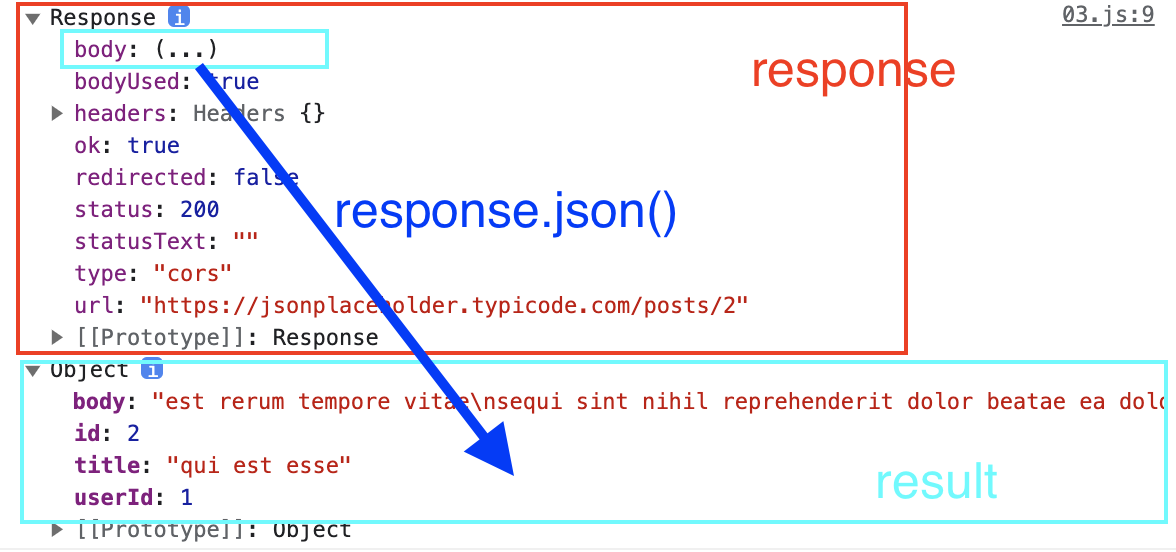 Response i 03.js:9
body: (...)
response
bodyUsed: true
headers: Headers {}
ok: true
redirected: false
status: 200
response.json()
statusText: ""
type: "cors"
url: "https://jsonplaceholder.typicode.com/posts/2"
[[Prototype]]: Response
Object i
body: "est rerum tempore vitae\nsequi sint nihil reprehenderit dolor beatae ea dolo
id: 2
title: "qui est esse"
result
userId: 1
[[Prototype]]: Object